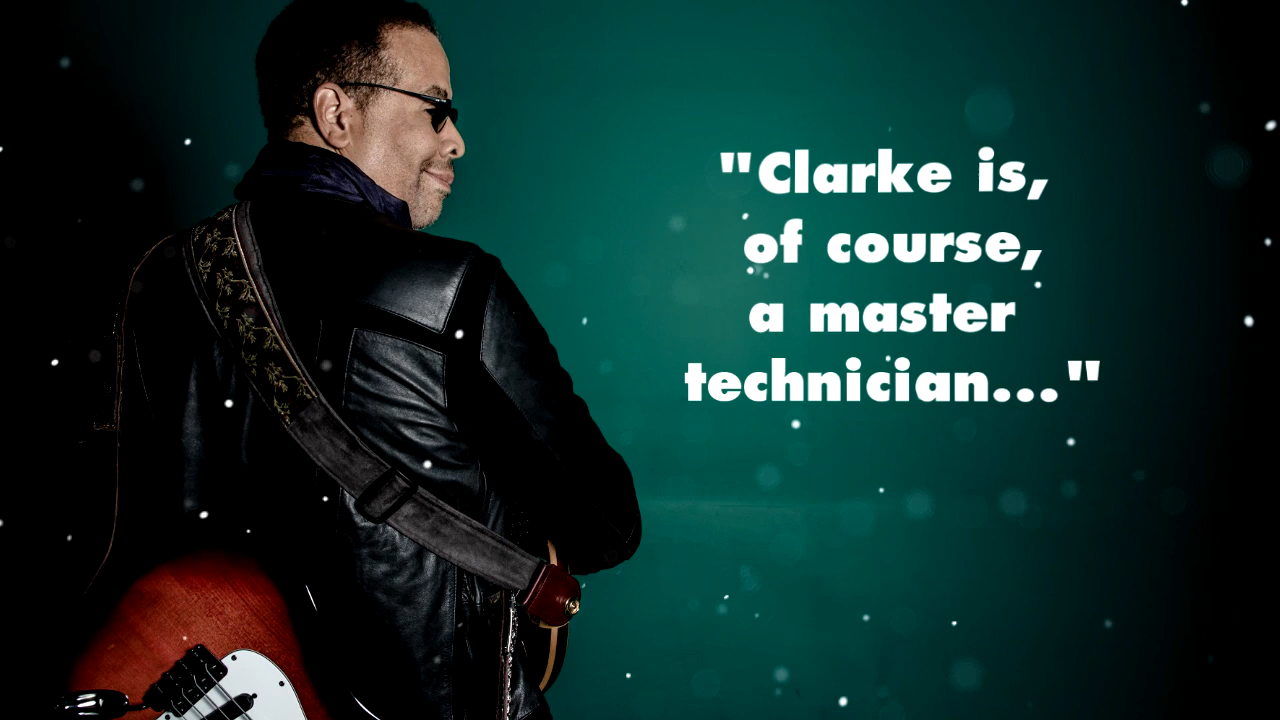 "Clarke is,
of course,
a master
technician..."